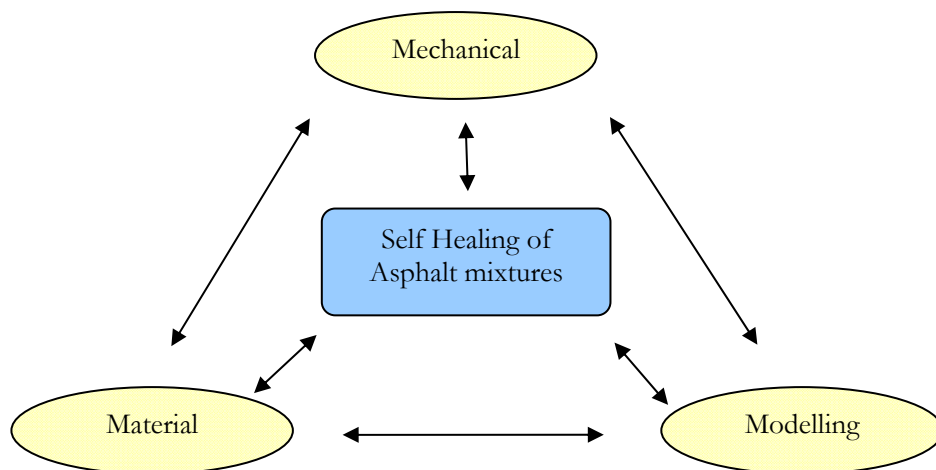 Mechanical
Self Healing of
Asphalt mixtures
Material
Modelling